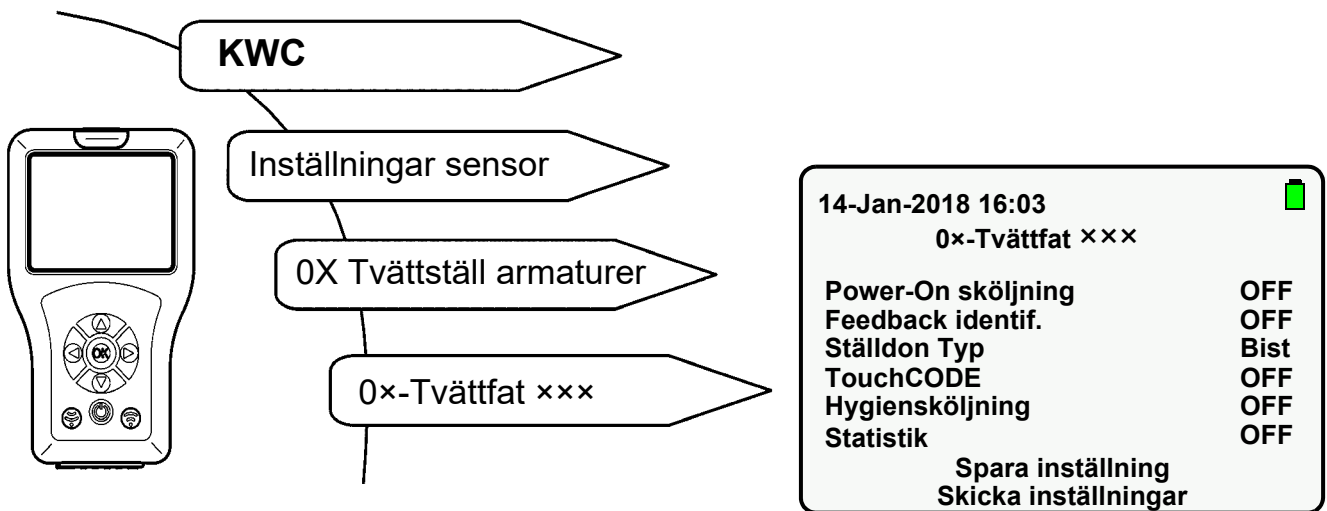 KWC
Inställningar sensor
0X Tvättställ armaturer
0×-Tvättfat ×××
OK
14-Jan-2018 16:03
0×-Tvättfat ×××
Power-On sköljning OFF
Feedback identif. OFF
Ställdon Typ Bist
TouchCODE OFF
Hygiensköljning OFF
Statistik OFF
Spara inställning
Skicka inställningar